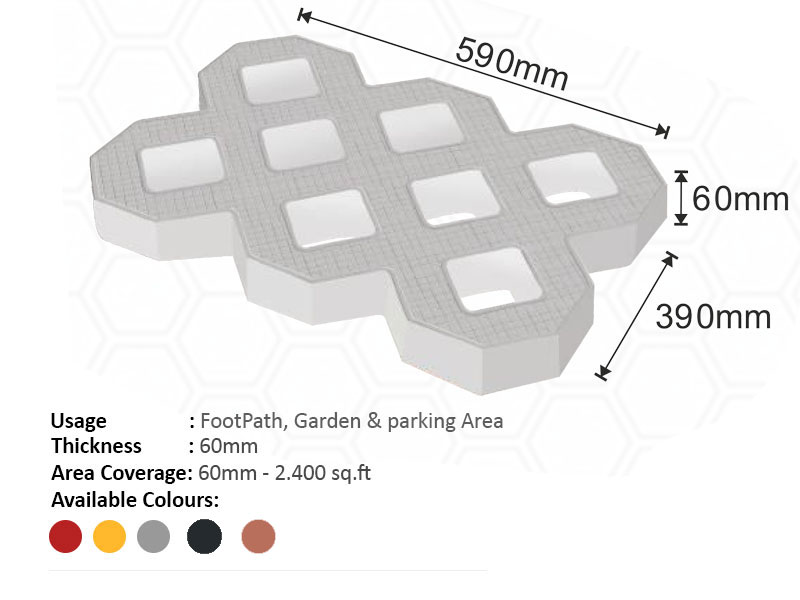 590mm
60mm
390mm
Usage : FootPath, Garden & parking Area
Thickness : 60mm
Area Coverage: 60mm - 2.400 sq.ft
Available Colours: